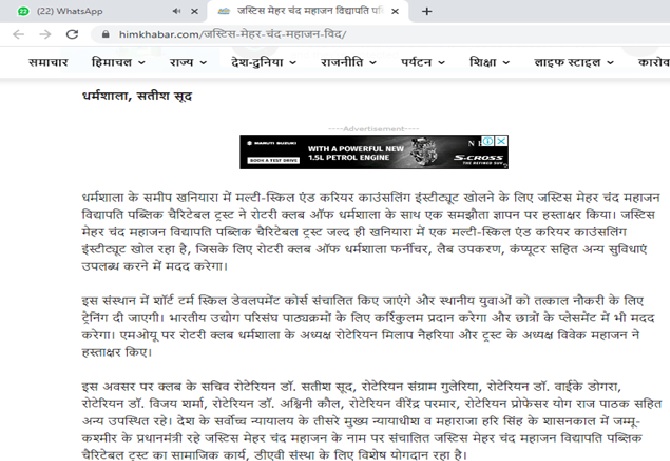 (22) WhatsApp
जस्टिस मेहर चंद महाजन विद्यापति पब्लि
himkhabar.com/जस्टिस-मेहर-चंद-महाजन-विद/
समाचार हिमाचल राज्य देश-दुनिया राजनीति पर्यटन शिक्षा लाइफ स्टाइल कारोब
धर्मशाला, सतीश सूद
----Advertisement----
MARUTI SUZUKI
BOOK A TEST DRIVE
WITH A POWERFUL NEW
1.5L PETROL ENGINE
S-CROSS
धर्मशाला के समीप खनियारा में मल्टी-स्किल एंड करियर काउंसलिंग इंस्टीट्यूट खोलने के लिए जस्टिस मेहर चंद महाजन
विद्यापति पब्लिक चैरिटेबल ट्रस्ट ने रोटरी क्लब ऑफ धर्मशाला के साथ एक समझौता ज्ञापन पर हस्ताक्षर किया। जस्टिस
मेहर चंद महाजन विद्यापति पब्लिक चैरिटेबल ट्रस्ट जल्द ही खनियारा में एक मल्टी-स्किल एंड करियर काउंसलिंग
इंस्टीट्यूट खोल रहा है, जिसके लिए रोटरी क्लब ऑफ धर्मशाला फर्नीचर, लैब उपकरण, कंप्यूटर सहित अन्य सुविधाएं
उपलब्ध करने में मदद करेगा।
इस संस्थान में शॉर्ट टर्म स्किल डेवलपमेंट कोर्स संचालित किए जाएंगे और स्थानीय युवाओं को तत्काल नौकरी के लिए
ट्रेनिंग दी जाएगी। भारतीय उद्योग परिसंघ पाठ्यक्रमों के लिए करिकुलम प्रदान करेगा और छात्रों के प्लेसमेंट में भी मदद
करेगा। एमओयू पर रोटरी क्लब धर्मशाला के अध्यक्ष रोटेरियन मिलाप नैहरिया और ट्रस्ट के अध्यक्ष विवेक महाजन ने
हस्ताक्षर किए।
इस अवसर पर क्लब के सचिव रोटेरियन डॉ. सतीश सूद, रोटेरियन संग्राम गुलेरिया, रोटेरियन डॉ. वाईके डोगरा,
रोटेरियन डॉ. विजय शर्मा, रोटेरियन डॉ. अश्विनी कौल, रोटेरियन वीरेंद्र परमार, रोटेरियन प्रोफेसर योग राज पाठक सहित
अन्य उपस्थित रहे। देश के सर्वोच्च न्यायालय के तीसरे मुख्य न्यायाधीश व महाराजा हरि सिंह के शासनकाल में जम्मू-
कश्मीर के प्रधानमंत्री रहे जस्टिस मेहर चंद महाजन के नाम पर संचालित जस्टिस मेहर चंद महाजन विद्यापति पब्लिक
चैरिटेबल ट्रस्ट का सामाजिक कार्य, डीएवी संस्था के लिए विशेष योगदान रहा है।